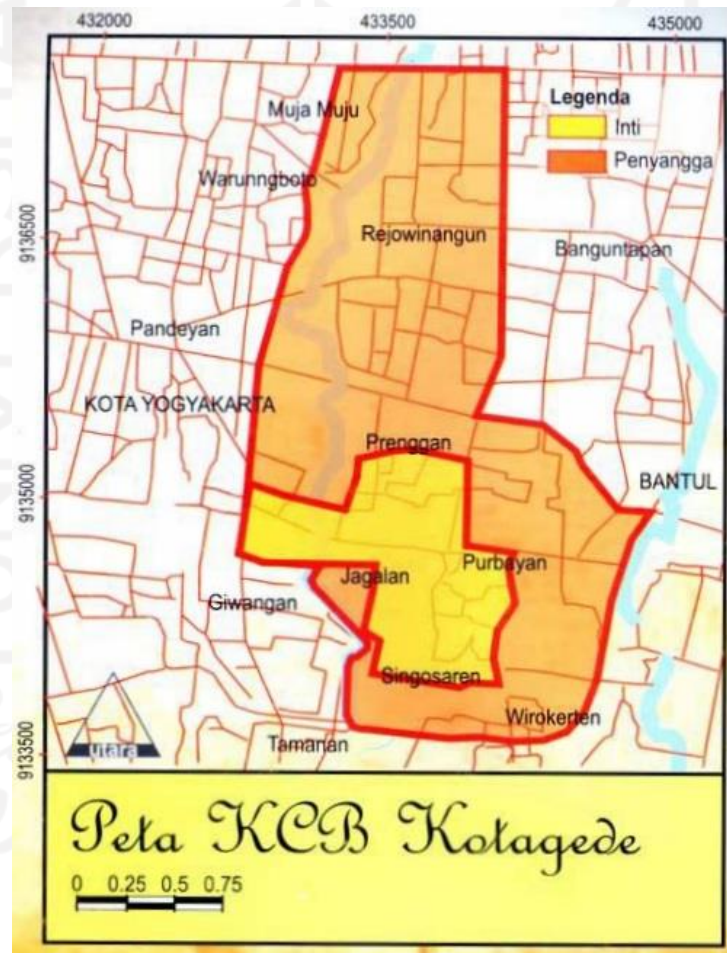 432000 433500 435000
Legenda
Inti
Penyangga
Muja Muju
Warunngboto
Rejowinangun
Banguntapan
9136500
Pandeyan
KOTA YOGYAKARTA
Prenggan
BANTUL
9135000
Purbayan
Jagalan
Giwangan
Singosaren
Wirokerten
Tamanan
utara
9133500
Peta KCB Kotagede
0 0.25 0.5 0.75